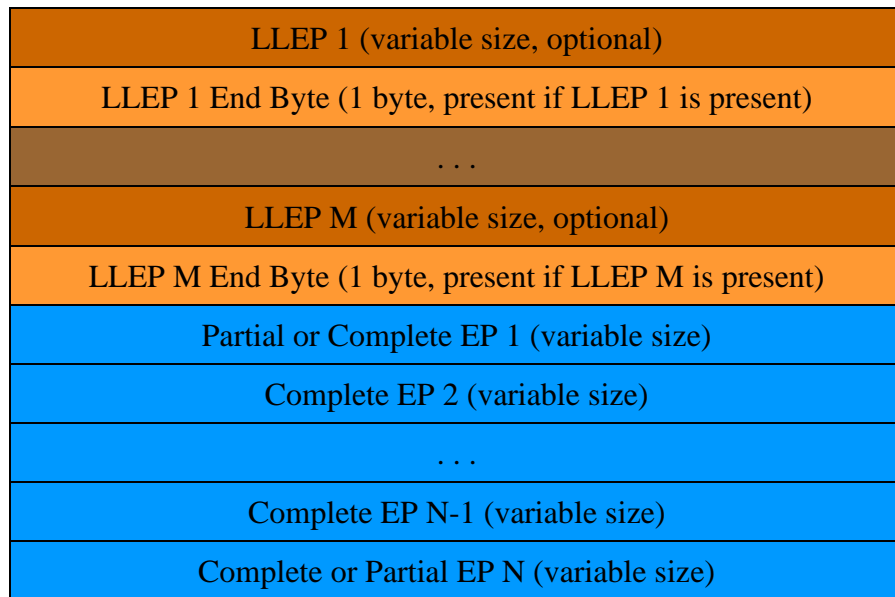 LLEP 1 (variable size, optional)
LLEP 1 End Byte (1 byte, present if LLEP 1 is present)
. . .
LLEP M (variable size, optional)
LLEP M End Byte (1 byte, present if LLEP M is present)
Partial or Complete EP 1 (variable size)
Complete EP 2 (variable size)
. . .
Complete EP N-1 (variable size)
Complete or Partial EP N (variable size)